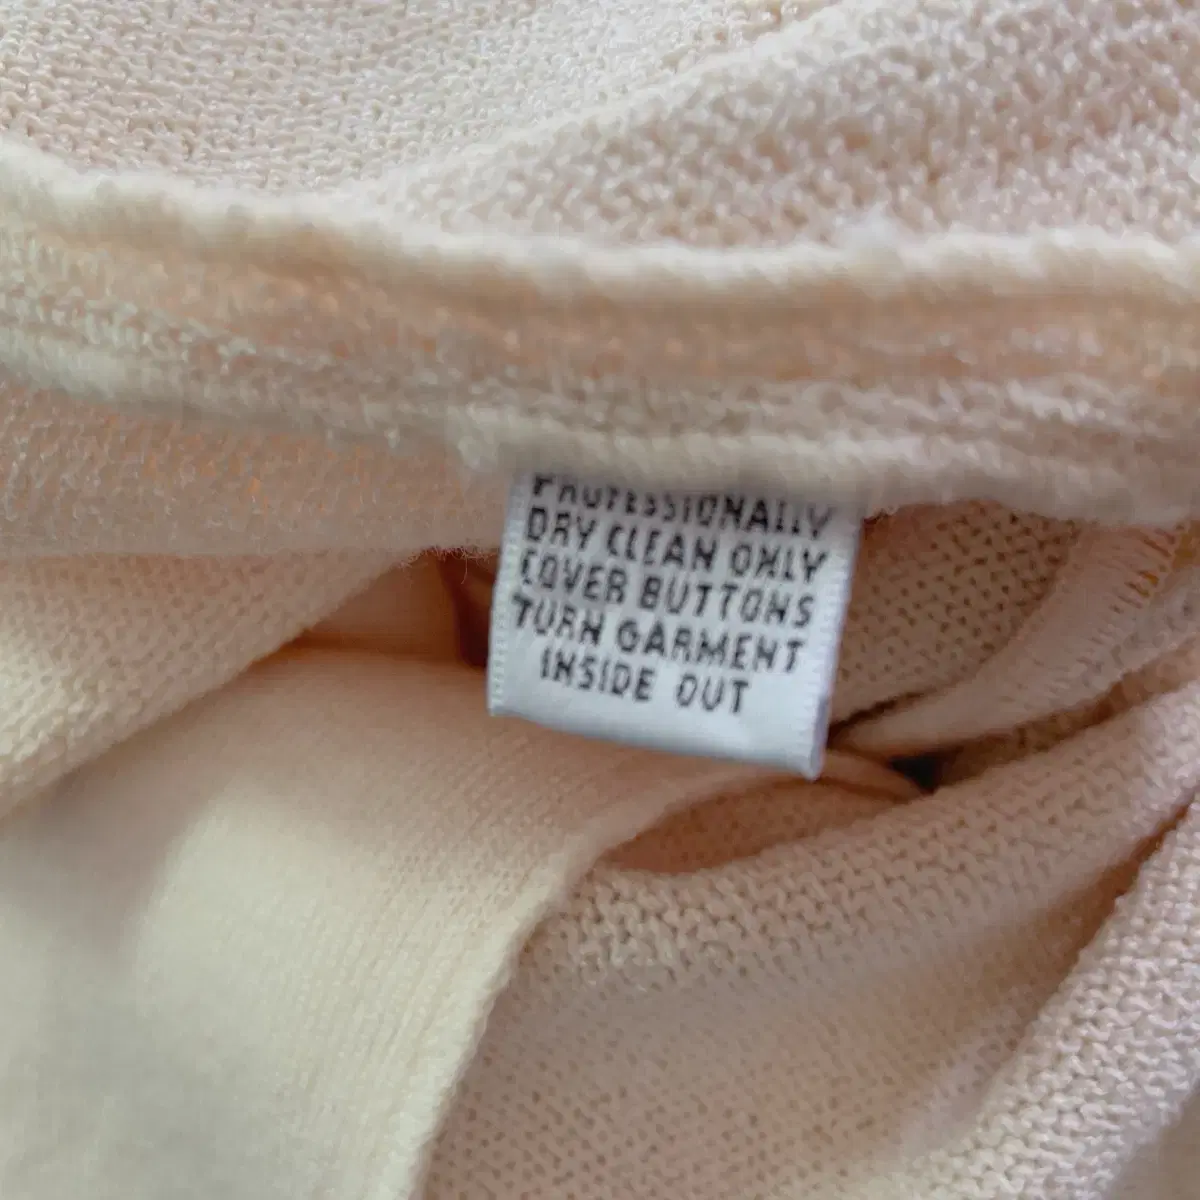 PROFESSIONALLY
DRY CLEAN ONLY
COVER BUTTONS
TURN GARMENT
INSIDE OUT